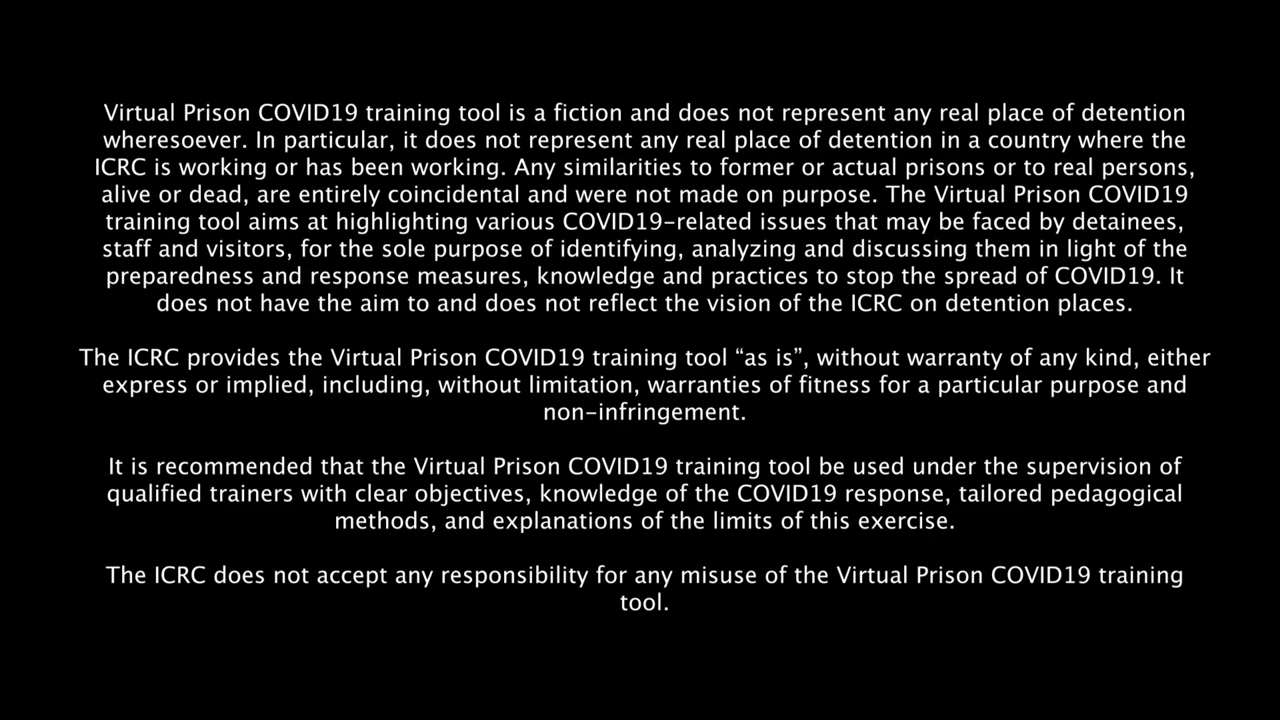 Virtual Prison COVID19 training tool is a fiction and does not represent any real place of detention
wheresoever. In particular, it does not represent any real place of detention in a country where the
ICRC is working or has been working. Any similarities to former or actual prisons or to real persons,
alive or dead, are entirely coincidental and were not made on purpose. The Virtual Prison COVID19
training tool aims at highlighting various COVID19-related issues that may be faced by detainees,
staff and visitors, for the sole purpose of identifying, analyzing and discussing them in light of the
preparedness and response measures, knowledge and practices to stop the spread of COVID19. It
does not have the aim to and does not reflect the vision of the ICRC on detention places.
The ICRC provides the Virtual Prison COVID19 training tool “as is”, without warranty of any kind, either
express or implied, including, without limitation, warranties of fitness for a particular purpose and
non-infringement.
It is recommended that the Virtual Prison COVID19 training tool be used under the supervision of
qualified trainers with clear objectives, knowledge of the COVID19 response, tailored pedagogical
methods, and explanations of the limits of this exercise.
The ICRC does not accept any responsibility for any misuse of the Virtual Prison COVID19 training
tool.